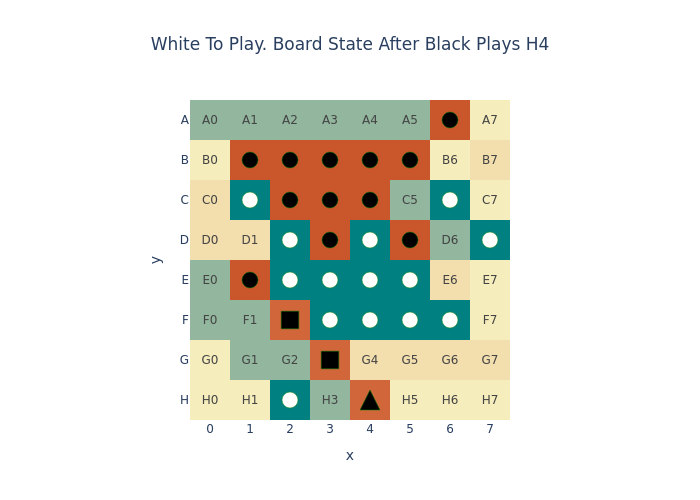 White To Play. Board State After Black Plays H4
A A0 A1 A2 A3 A4 A5 A7
B B0 B6 B7
C C0 C5 C7
D D0 D1 D6
E E0 E6 E7
F F0 F1 F7
G G0 G1 G2 G4 G5 G6 G7
H H0 H1 H3 H5 H6 H7
0 1 2 3 4 5 6 7
x
y